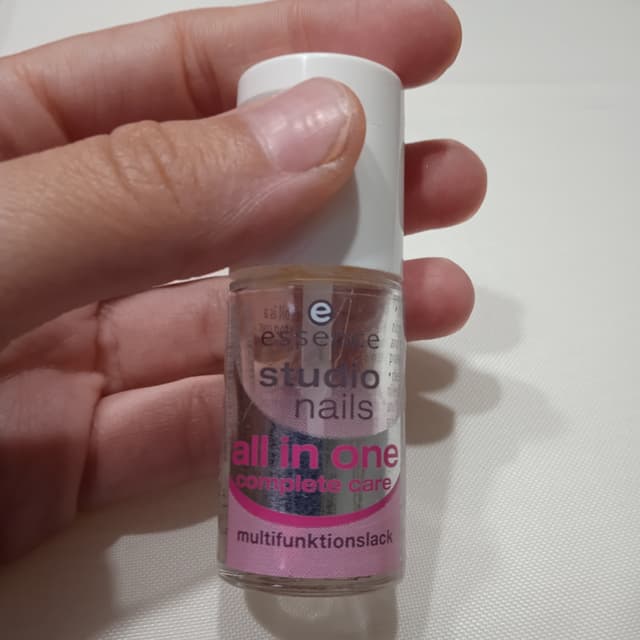 e
essence
studio
nails
all in one
complete care
multifunktionslack